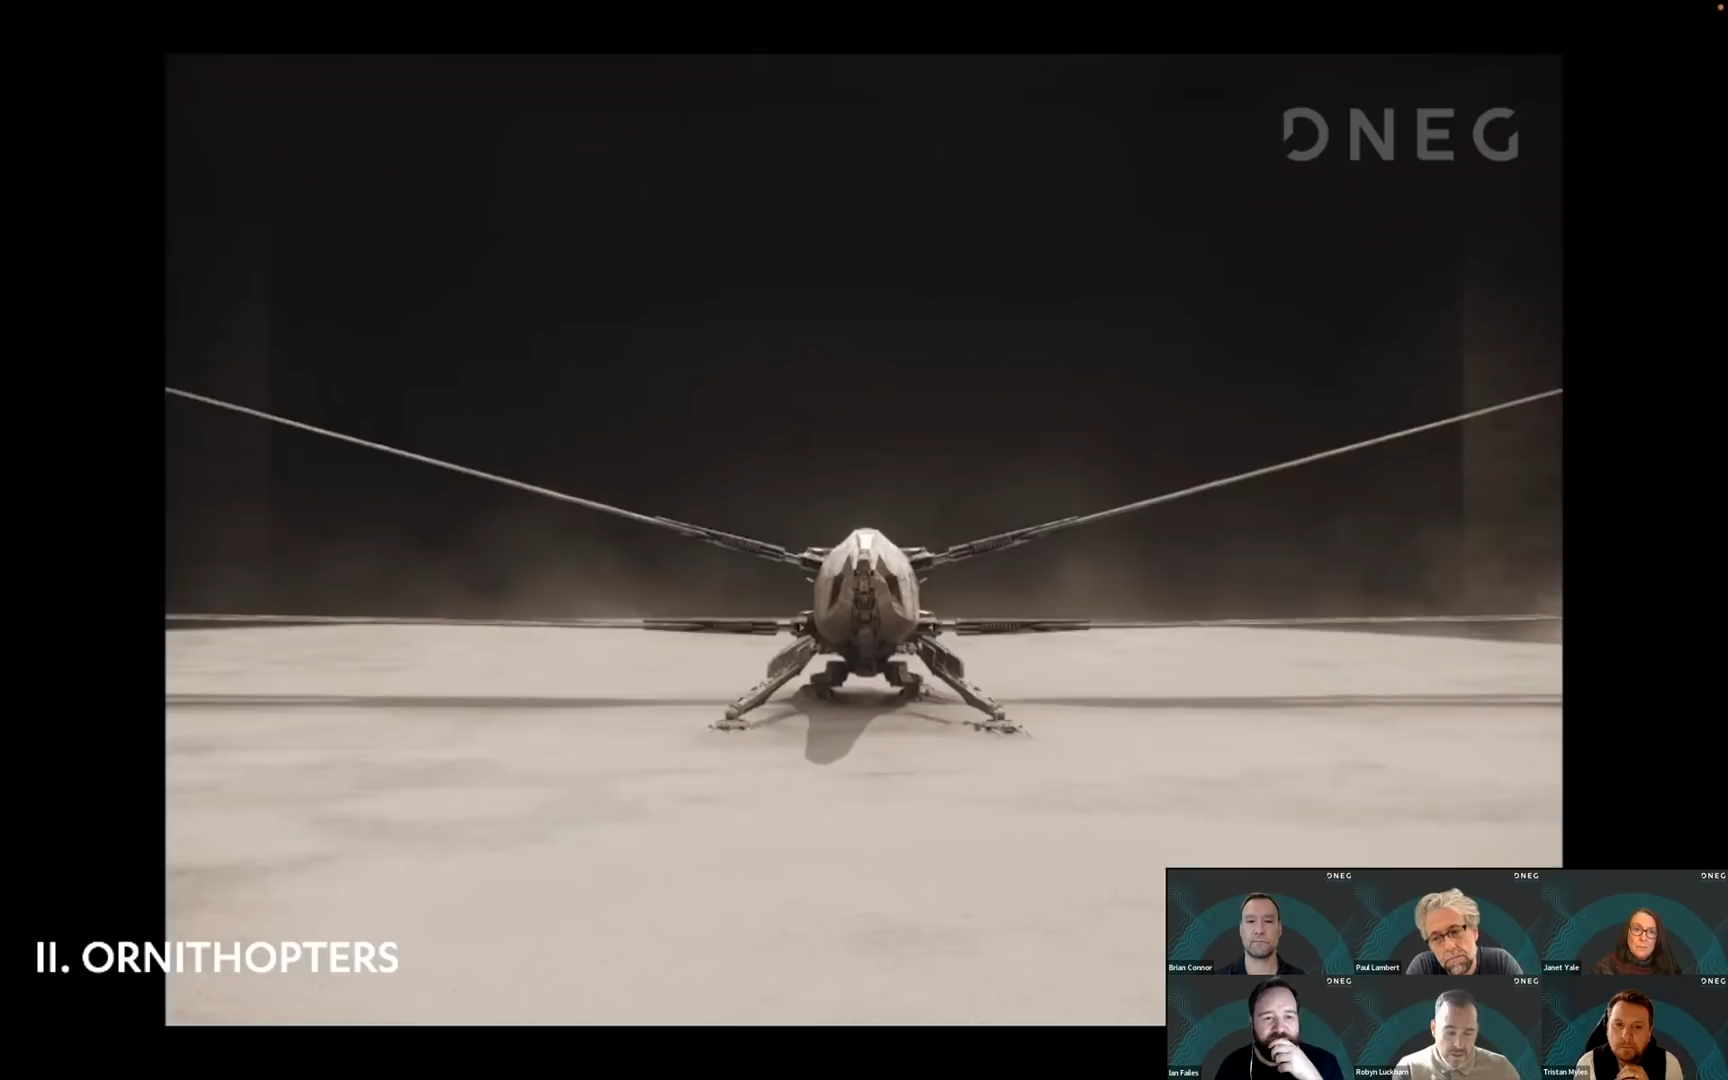 DNEG
II. ORNITHOPTERS
DNEG
DNEG
DNEG
Brian Connor
Paul Lambert
Janet Yale
DNEG
DNEG
DNEG
Ian Failes
Robyn Luckham
Tristan Myles